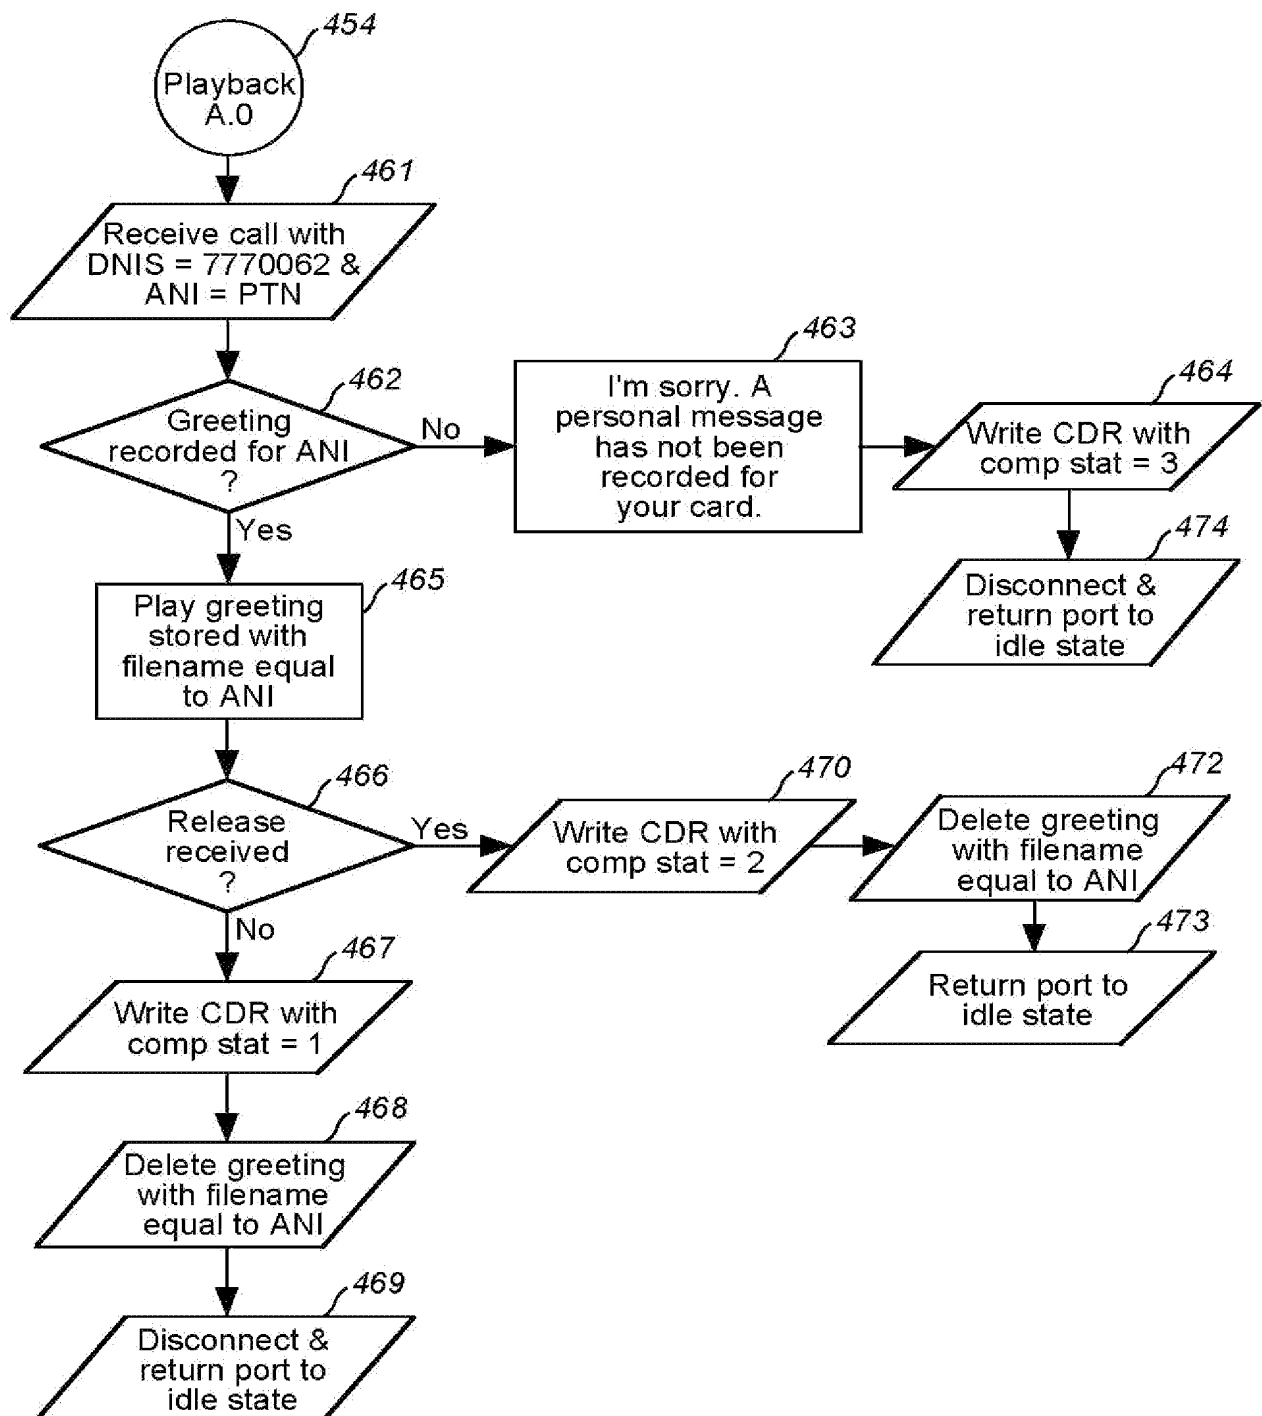 454
Playback
A.0
461
Receive call with
DNIS = 7770062 &
ANI = PTN
462
Greeting
recorded for ANI
?
No
Yes
463
I'm sorry. A
personal message
has not been
recorded for
your card.
464
Write CDR with
comp stat = 3
474
Disconnect &
return port to
idle state
465
Play greeting
stored with
filename equal
to ANI
466
Release
received
?
Yes
No
470
Write CDR with
comp stat = 2
472
Delete greeting
with filename
equal to ANI
473
Return port to
idle state
467
Write CDR with
comp stat = 1
468
Delete greeting
with filename
equal to ANI
469
Disconnect &
return port to
idle state